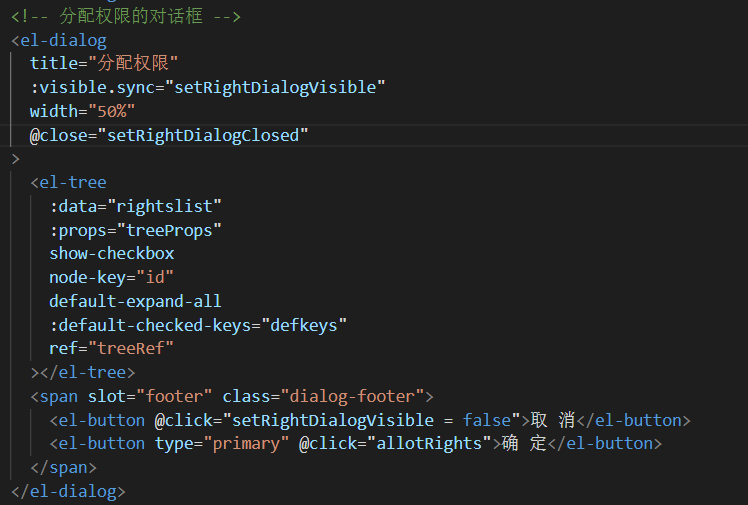 <!-- 分配权限的对话框 -->
<el-dialog
  title="分配权限"
  :visible.sync="setRightDialogVisible"
  width="50%"
  @close="setRightDialogClosed"
>
  <el-tree
    :data="rightslist"
    :props="treeProps"
    show-checkbox
    node-key="id"
    default-expand-all
    :default-checked-keys="defkeys"
    ref="treeRef"
  ></el-tree>
  <span slot="footer" class="dialog-footer">
    <el-button @click="setRightDialogVisible = false">取 消</el-button>
    <el-button type="primary" @click="allotRights">确 定</el-button>
  </span>
</el-dialog>